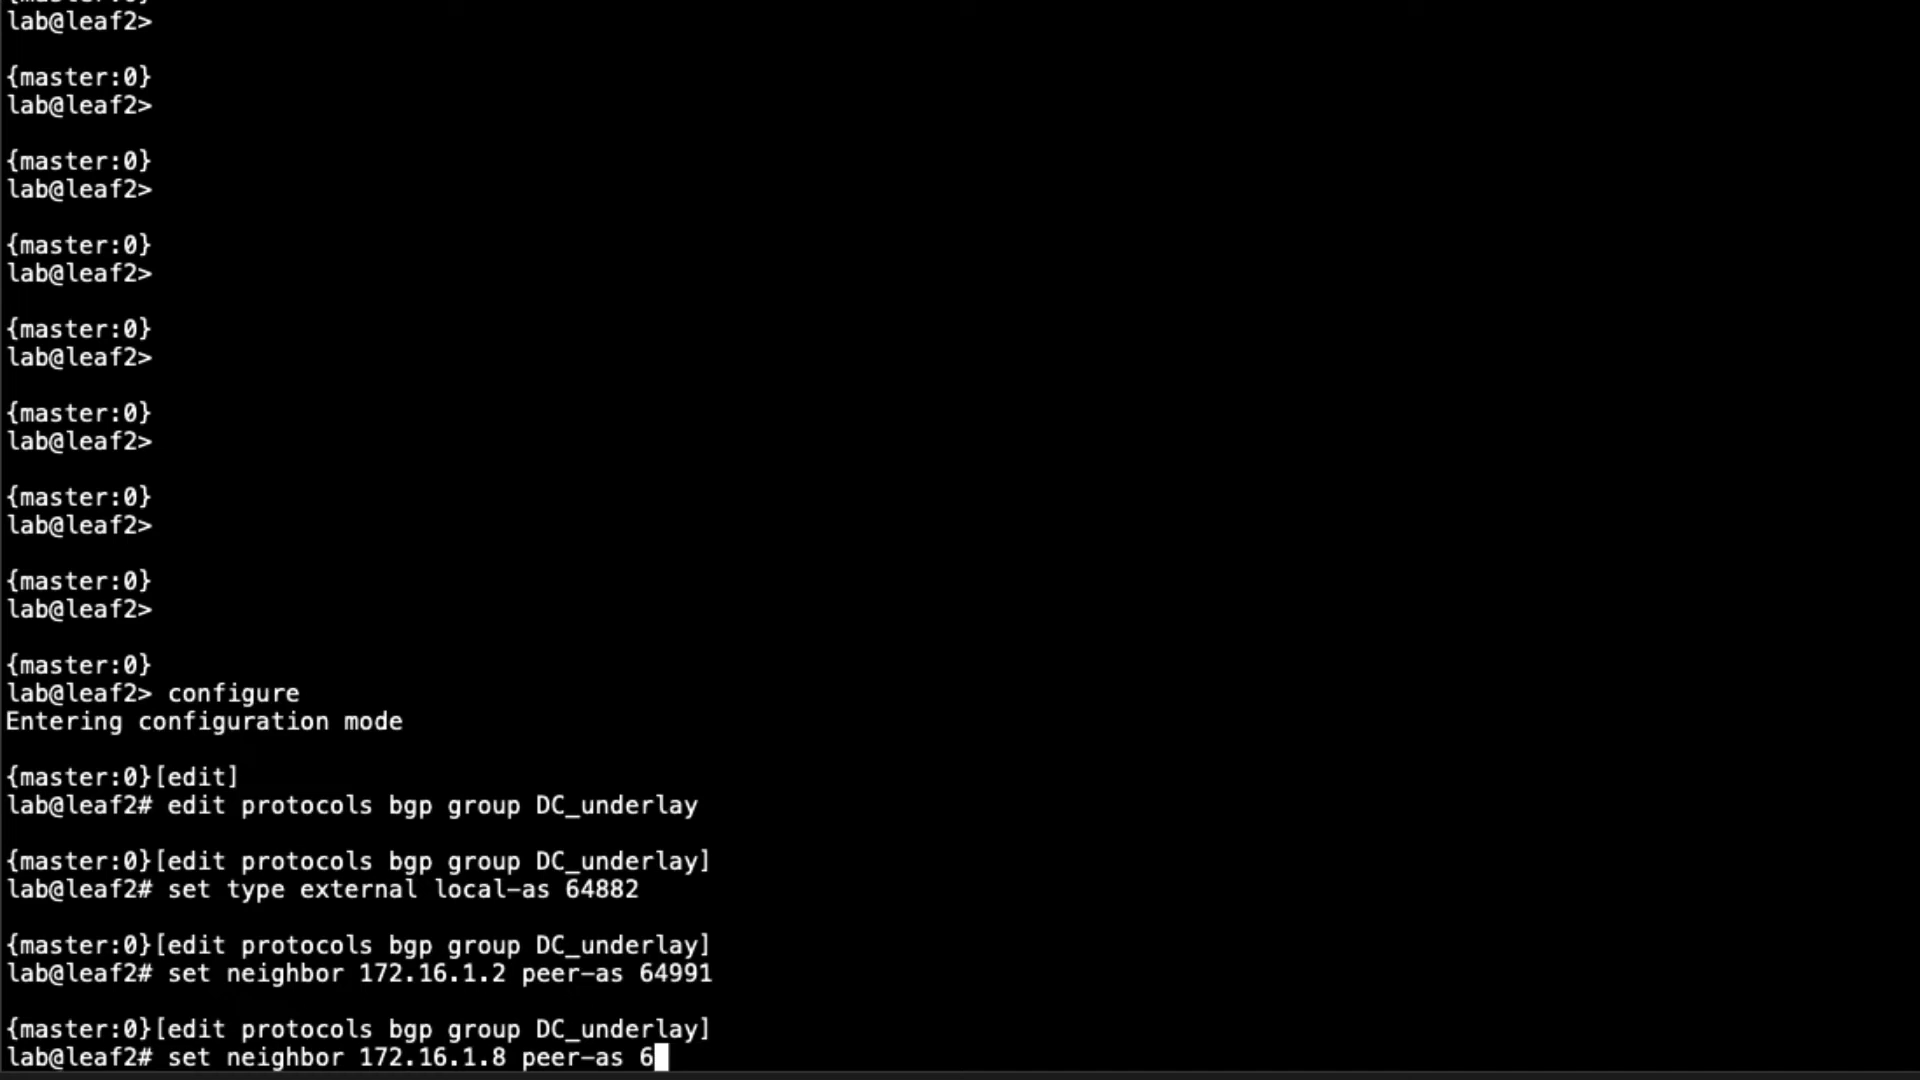 lab@leaf2>
{master:0}
lab@leaf2>
{master:0}
lab@leaf2>
{master:0}
lab@leaf2>
{master:0}
lab@leaf2>
{master:0}
lab@leaf2>
{master:0}
lab@leaf2>
{master:0}
lab@leaf2>
{master:0}
lab@leaf2> configure
Entering configuration mode
{master:0}[edit]
lab@leaf2# edit protocols bgp group DC_underlay
{master:0}[edit protocols bgp group DC_underlay]
lab@leaf2# set type external local-as 64882
{master:0}[edit protocols bgp group DC_underlay]
lab@leaf2# set neighbor 172.16.1.2 peer-as 64991
{master:0}[edit protocols bgp group DC_underlay]
lab@leaf2# set neighbor 172.16.1.8 peer-as 6